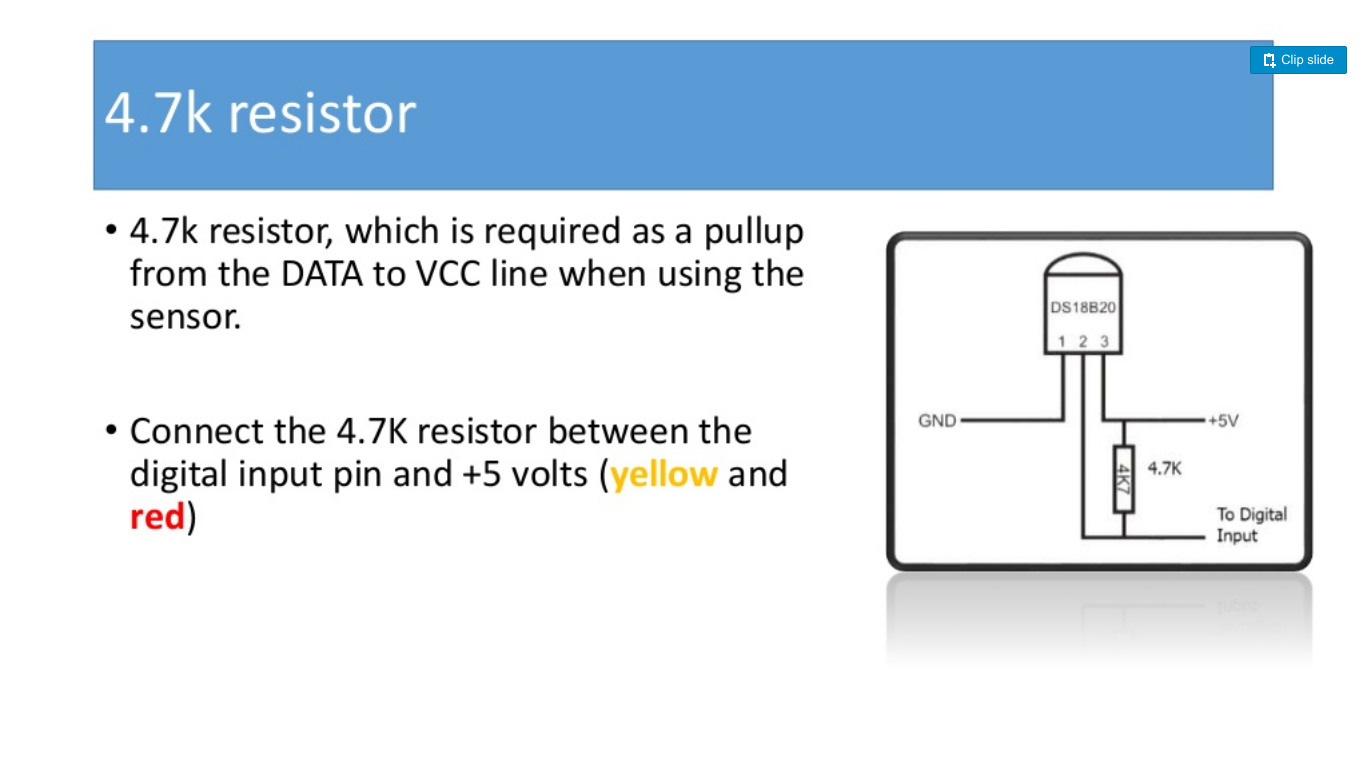 Clip slide
4.7k resistor
• 4.7k resistor, which is required as a pullup
from the DATA to VCC line when using the
sensor.
• Connect the 4.7K resistor between the
digital input pin and +5 volts (yellow and
red)
DS18B20
1 2 3
GND
+5V
4K7
4.7K
To Digital
Input